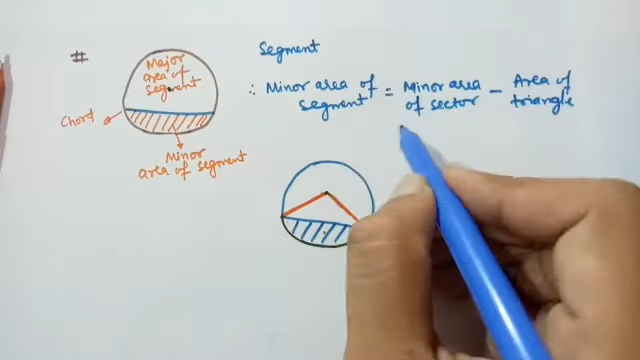 #
Major
area of
segment
Chord
Minor
area of segment
Segment
∴ Minor area of = Minor area - Area of
segment of sector triangle